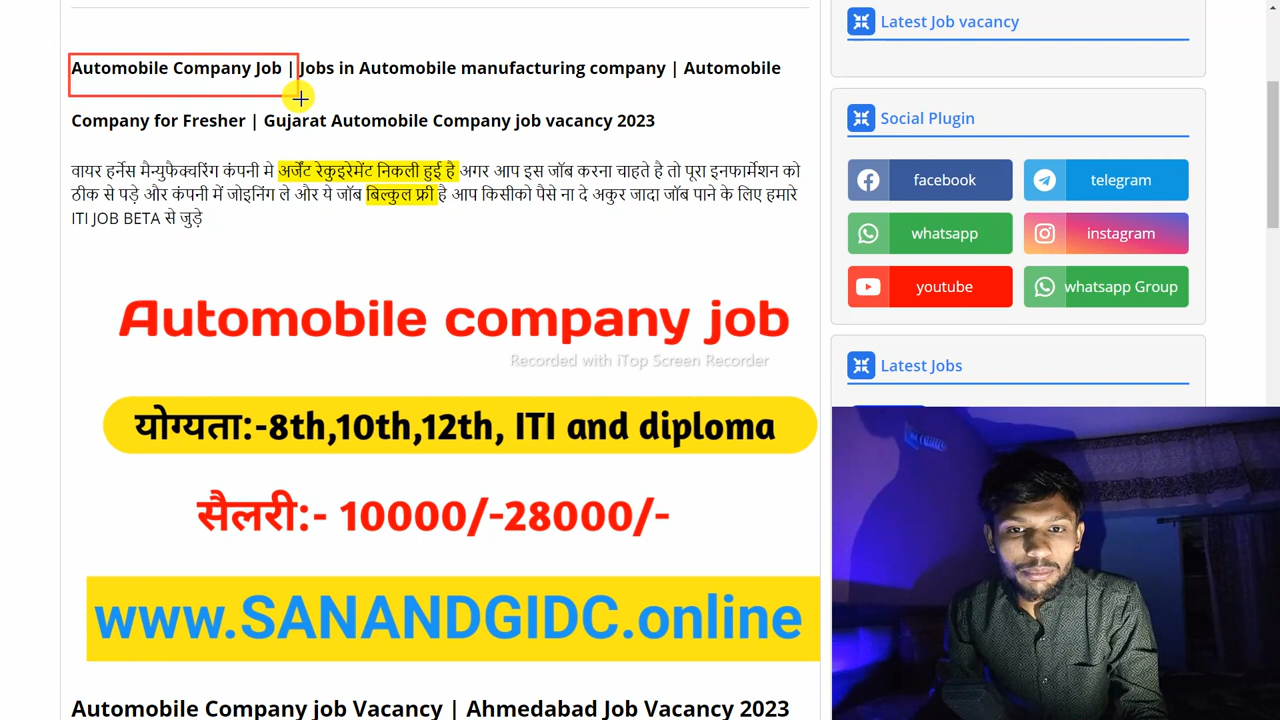 Latest Job vacancy
Automobile Company Job | Jobs in Automobile manufacturing company | Automobile
Company for Fresher | Gujarat Automobile Company job vacancy 2023
वायर हर्नेस मैन्युफैक्चरिंग कंपनी मे अर्जेंट रेकुइरेमेंट निकली हुई है अगर आप इस जॉब करना चाहते है तो पूरा इनफार्मेशन को
ठीक से पड़े और कंपनी में जोइनिंग ले और ये जॉब बिल्कुल फ्री है आप किसीको पैसे ना दे अकुर जादा जॉब पाने के लिए हमारे
ITI JOB BETA से जुड़े
Social Plugin
facebook
telegram
whatsapp
instagram
youtube
whatsapp Group
Automobile company job
Recorded with iTop Screen Recorder
Latest Jobs
योग्यता:-8th,10th,12th, ITI and diploma
सैलरी:- 10000/-28000/-
www.SANANDGIDC.online
Automobile Company job Vacancy | Ahmedabad Job Vacancy 2023